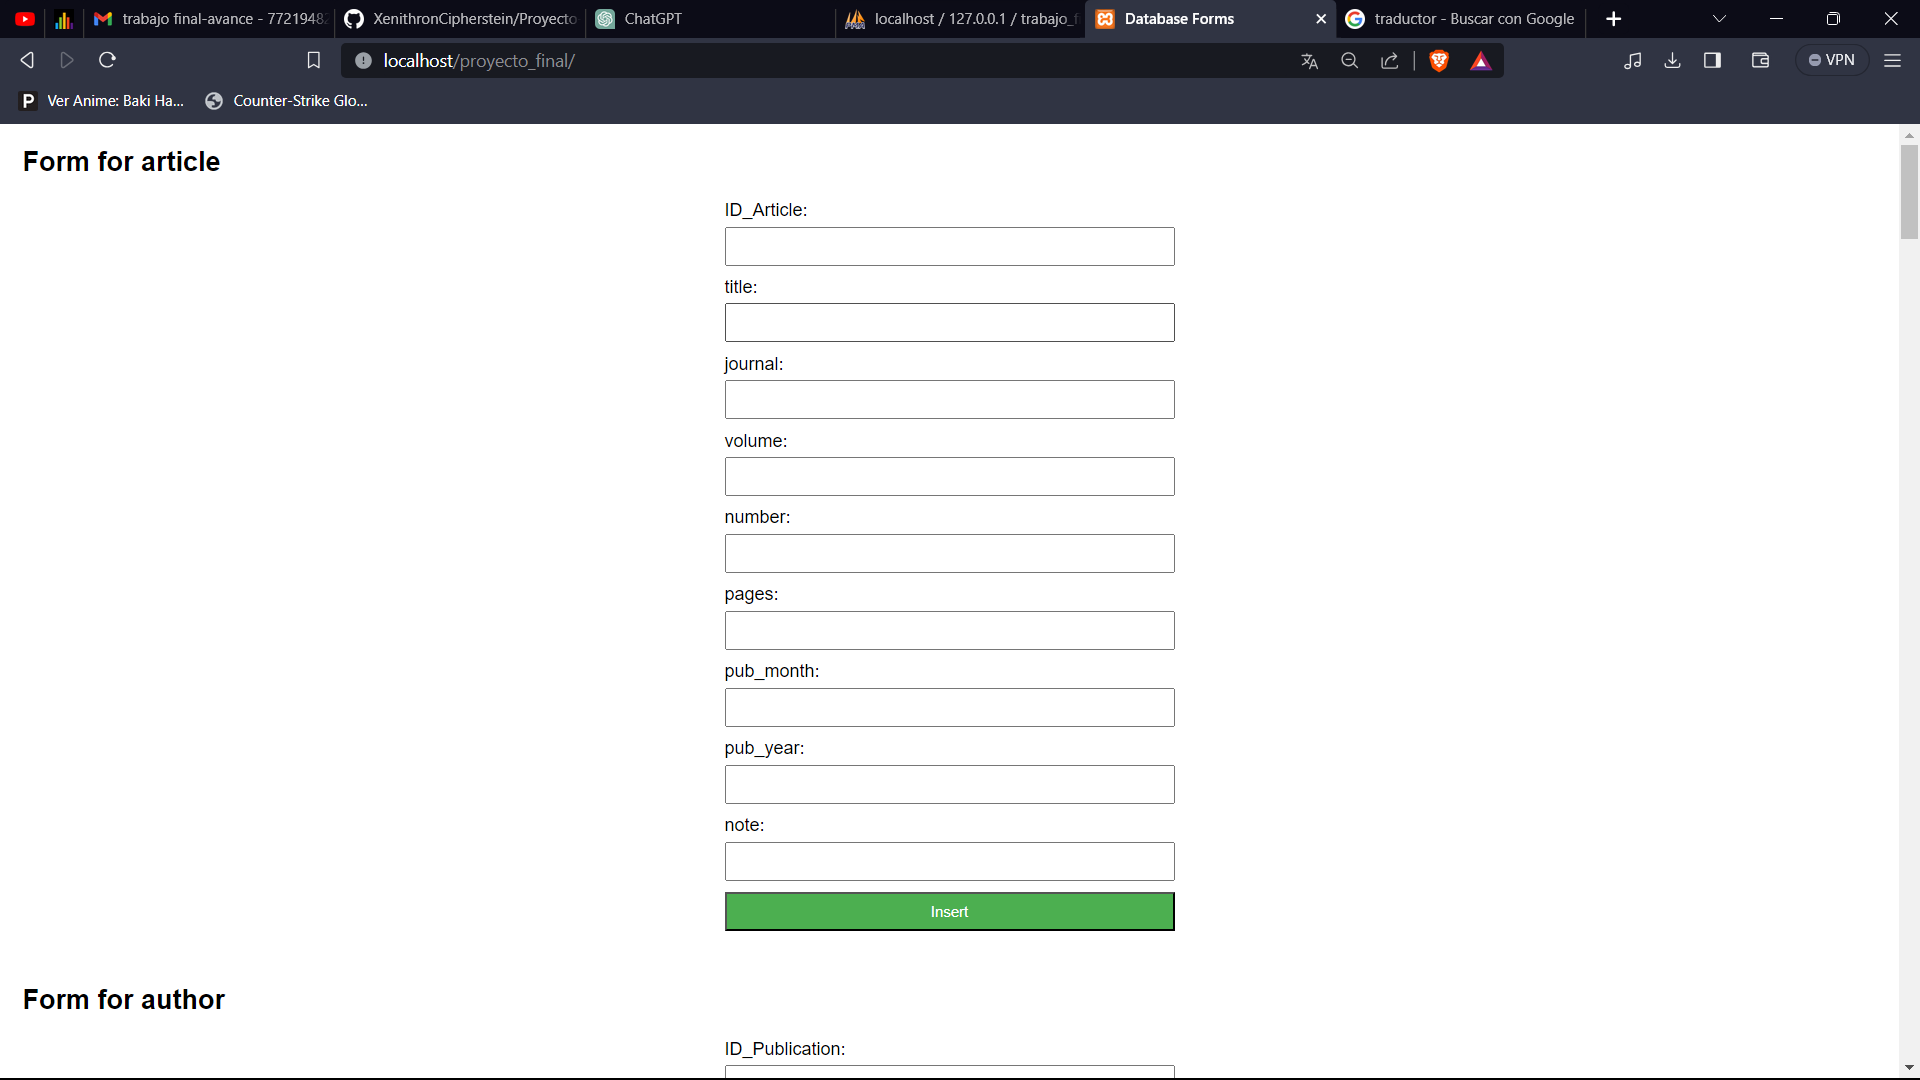 trabajo final-avance - 7721948
XenithronCipherstein/Proyecto
ChatGPT
localhost / 127.0.0.1 / trabajo_f
Database Forms
traductor - Buscar con Google
localhost/proyecto_final/
VPN
Ver Anime: Baki Ha...
Counter-Strike Glo...
Form for article
ID_Article:
title:
journal:
volume:
number:
pages:
pub_month:
pub_year:
note:
Insert
Form for author
ID_Publication: